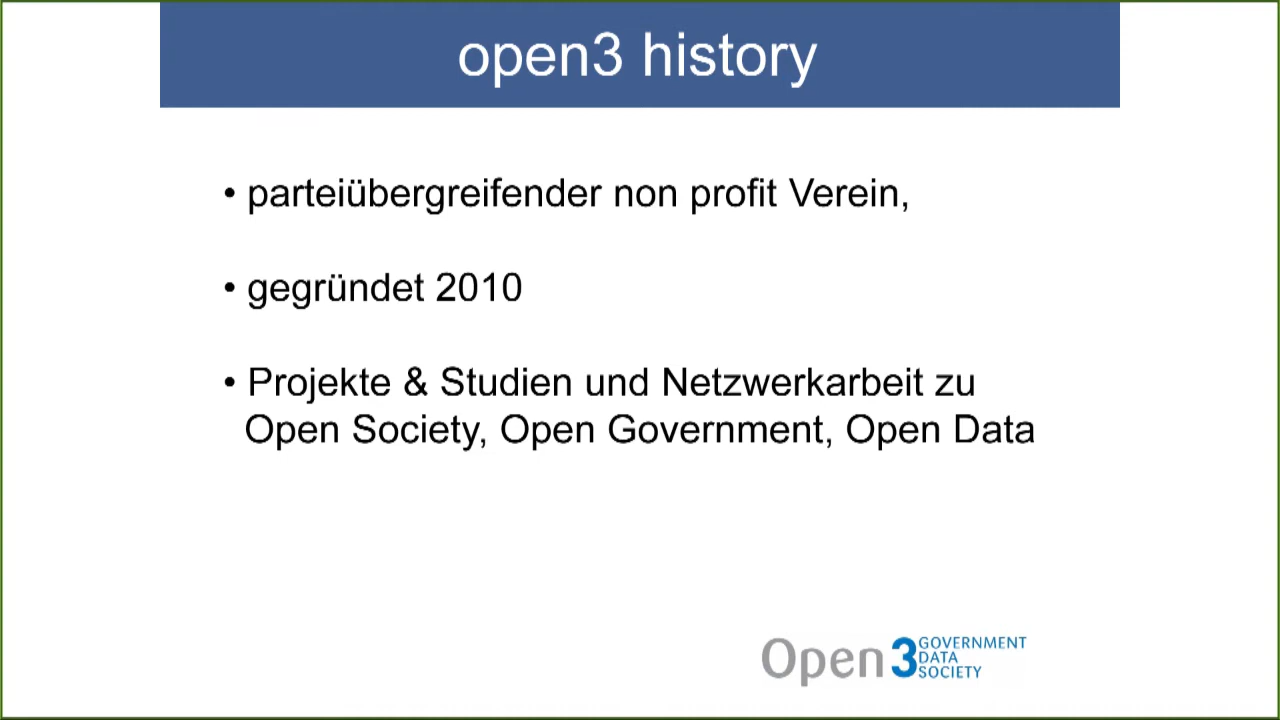 open3 history
• parteiübergreifender non profit Verein,
• gegründet 2010
• Projekte & Studien und Netzwerkarbeit zu
Open Society, Open Government, Open Data
Open3 GOVERNMENT
DATA
SOCIETY